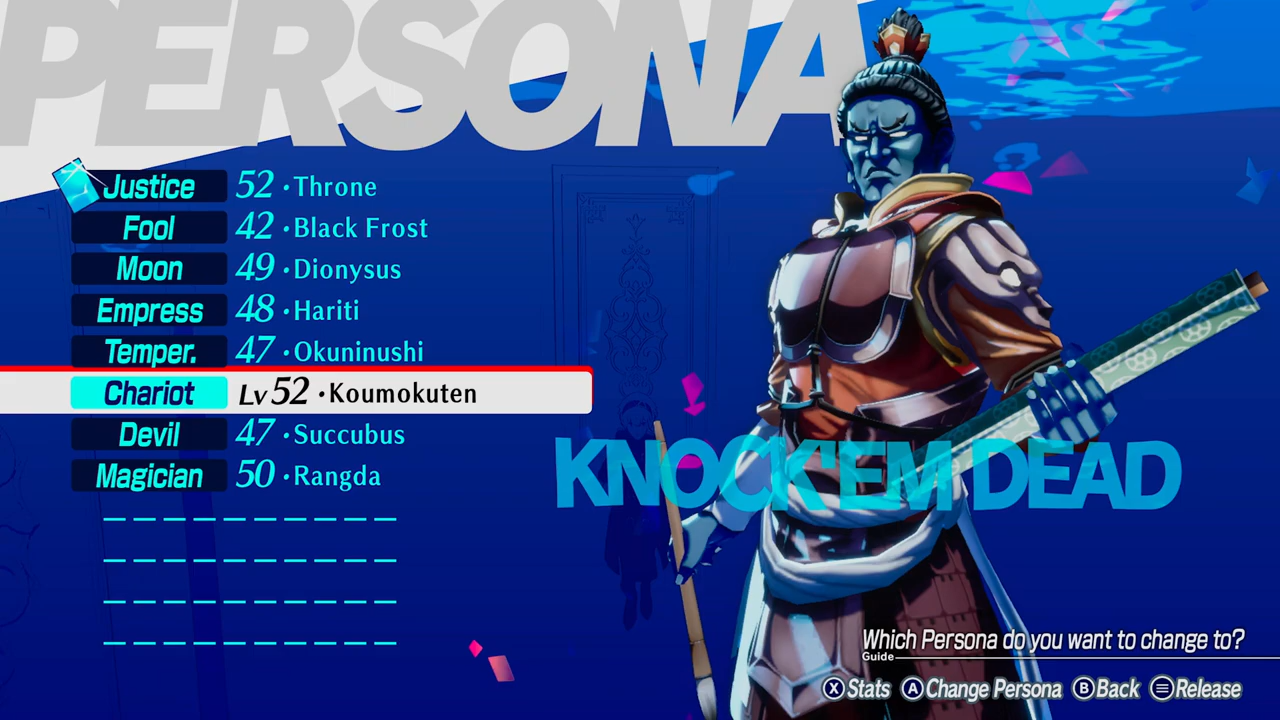 PERSONA
Justice 52 · Throne
Fool 42 · Black Frost
Moon 49 · Dionysus
Empress 48 · Hariti
Temper. 47 · Okuninushi
Chariot Lv 52 · Koumokuten
Devil 47 · Succubus
Magician 50 · Rangda
KNOCK'EM DEAD
Which Persona do you want to change to?
Guide
X Stats A Change Persona B Back Release